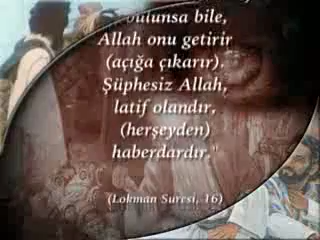 bulunsa bile,
Allah onu getirir
(açığa çıkarır).
Şüphesiz Allah,
latif olandır,
(herşeyden)
haberdardır."
(Lokman Suresi, 16)